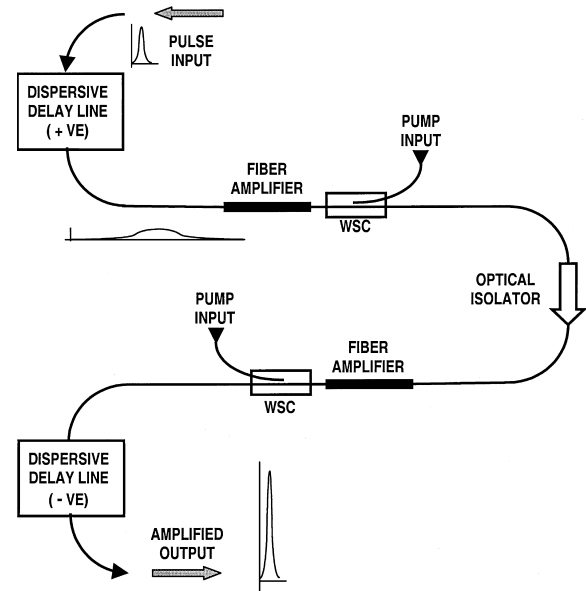 PULSE
INPUT
DISPERSIVE
DELAY LINE
( + VE)
PUMP
INPUT
FIBER
AMPLIFIER
WSC
OPTICAL
ISOLATOR
PUMP
INPUT
FIBER
AMPLIFIER
WSC
DISPERSIVE
DELAY LINE
( - VE)
AMPLIFIED
OUTPUT